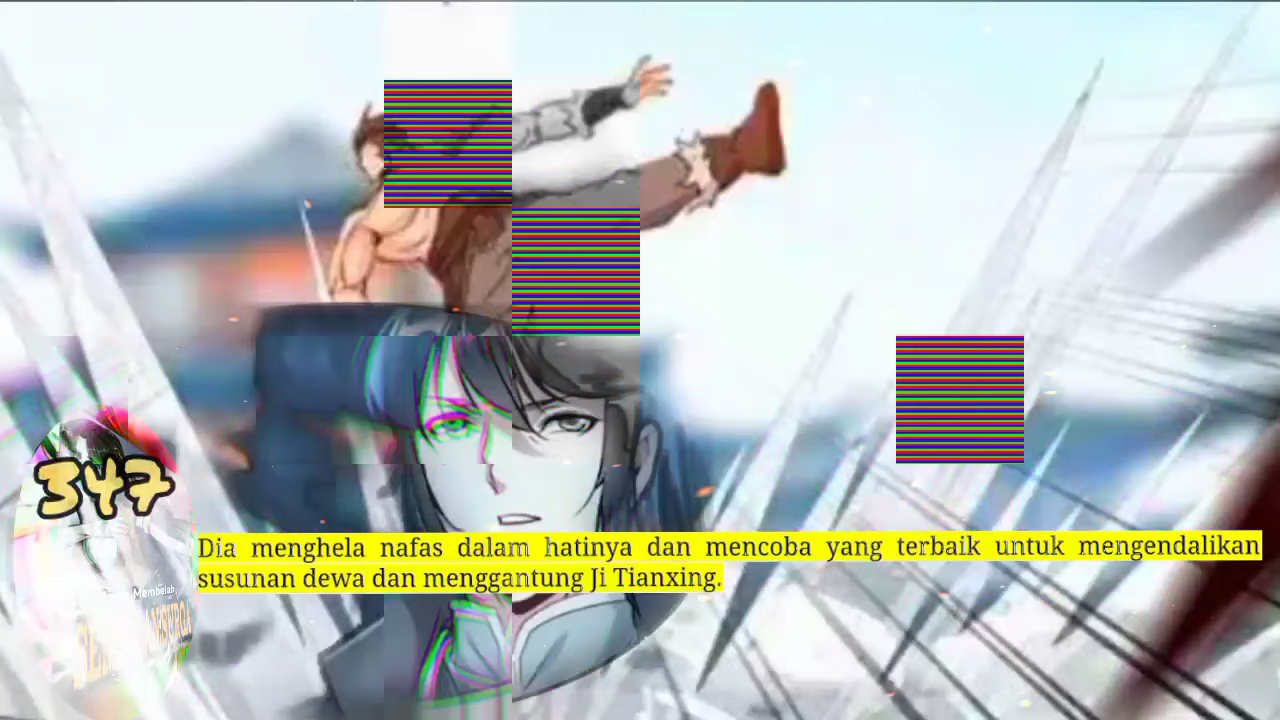 347
Dia menghela nafas dalam hatinya dan mencoba yang terbaik untuk mengendalikan
susunan dewa dan menggantung Ji Tianxing.
Membelah